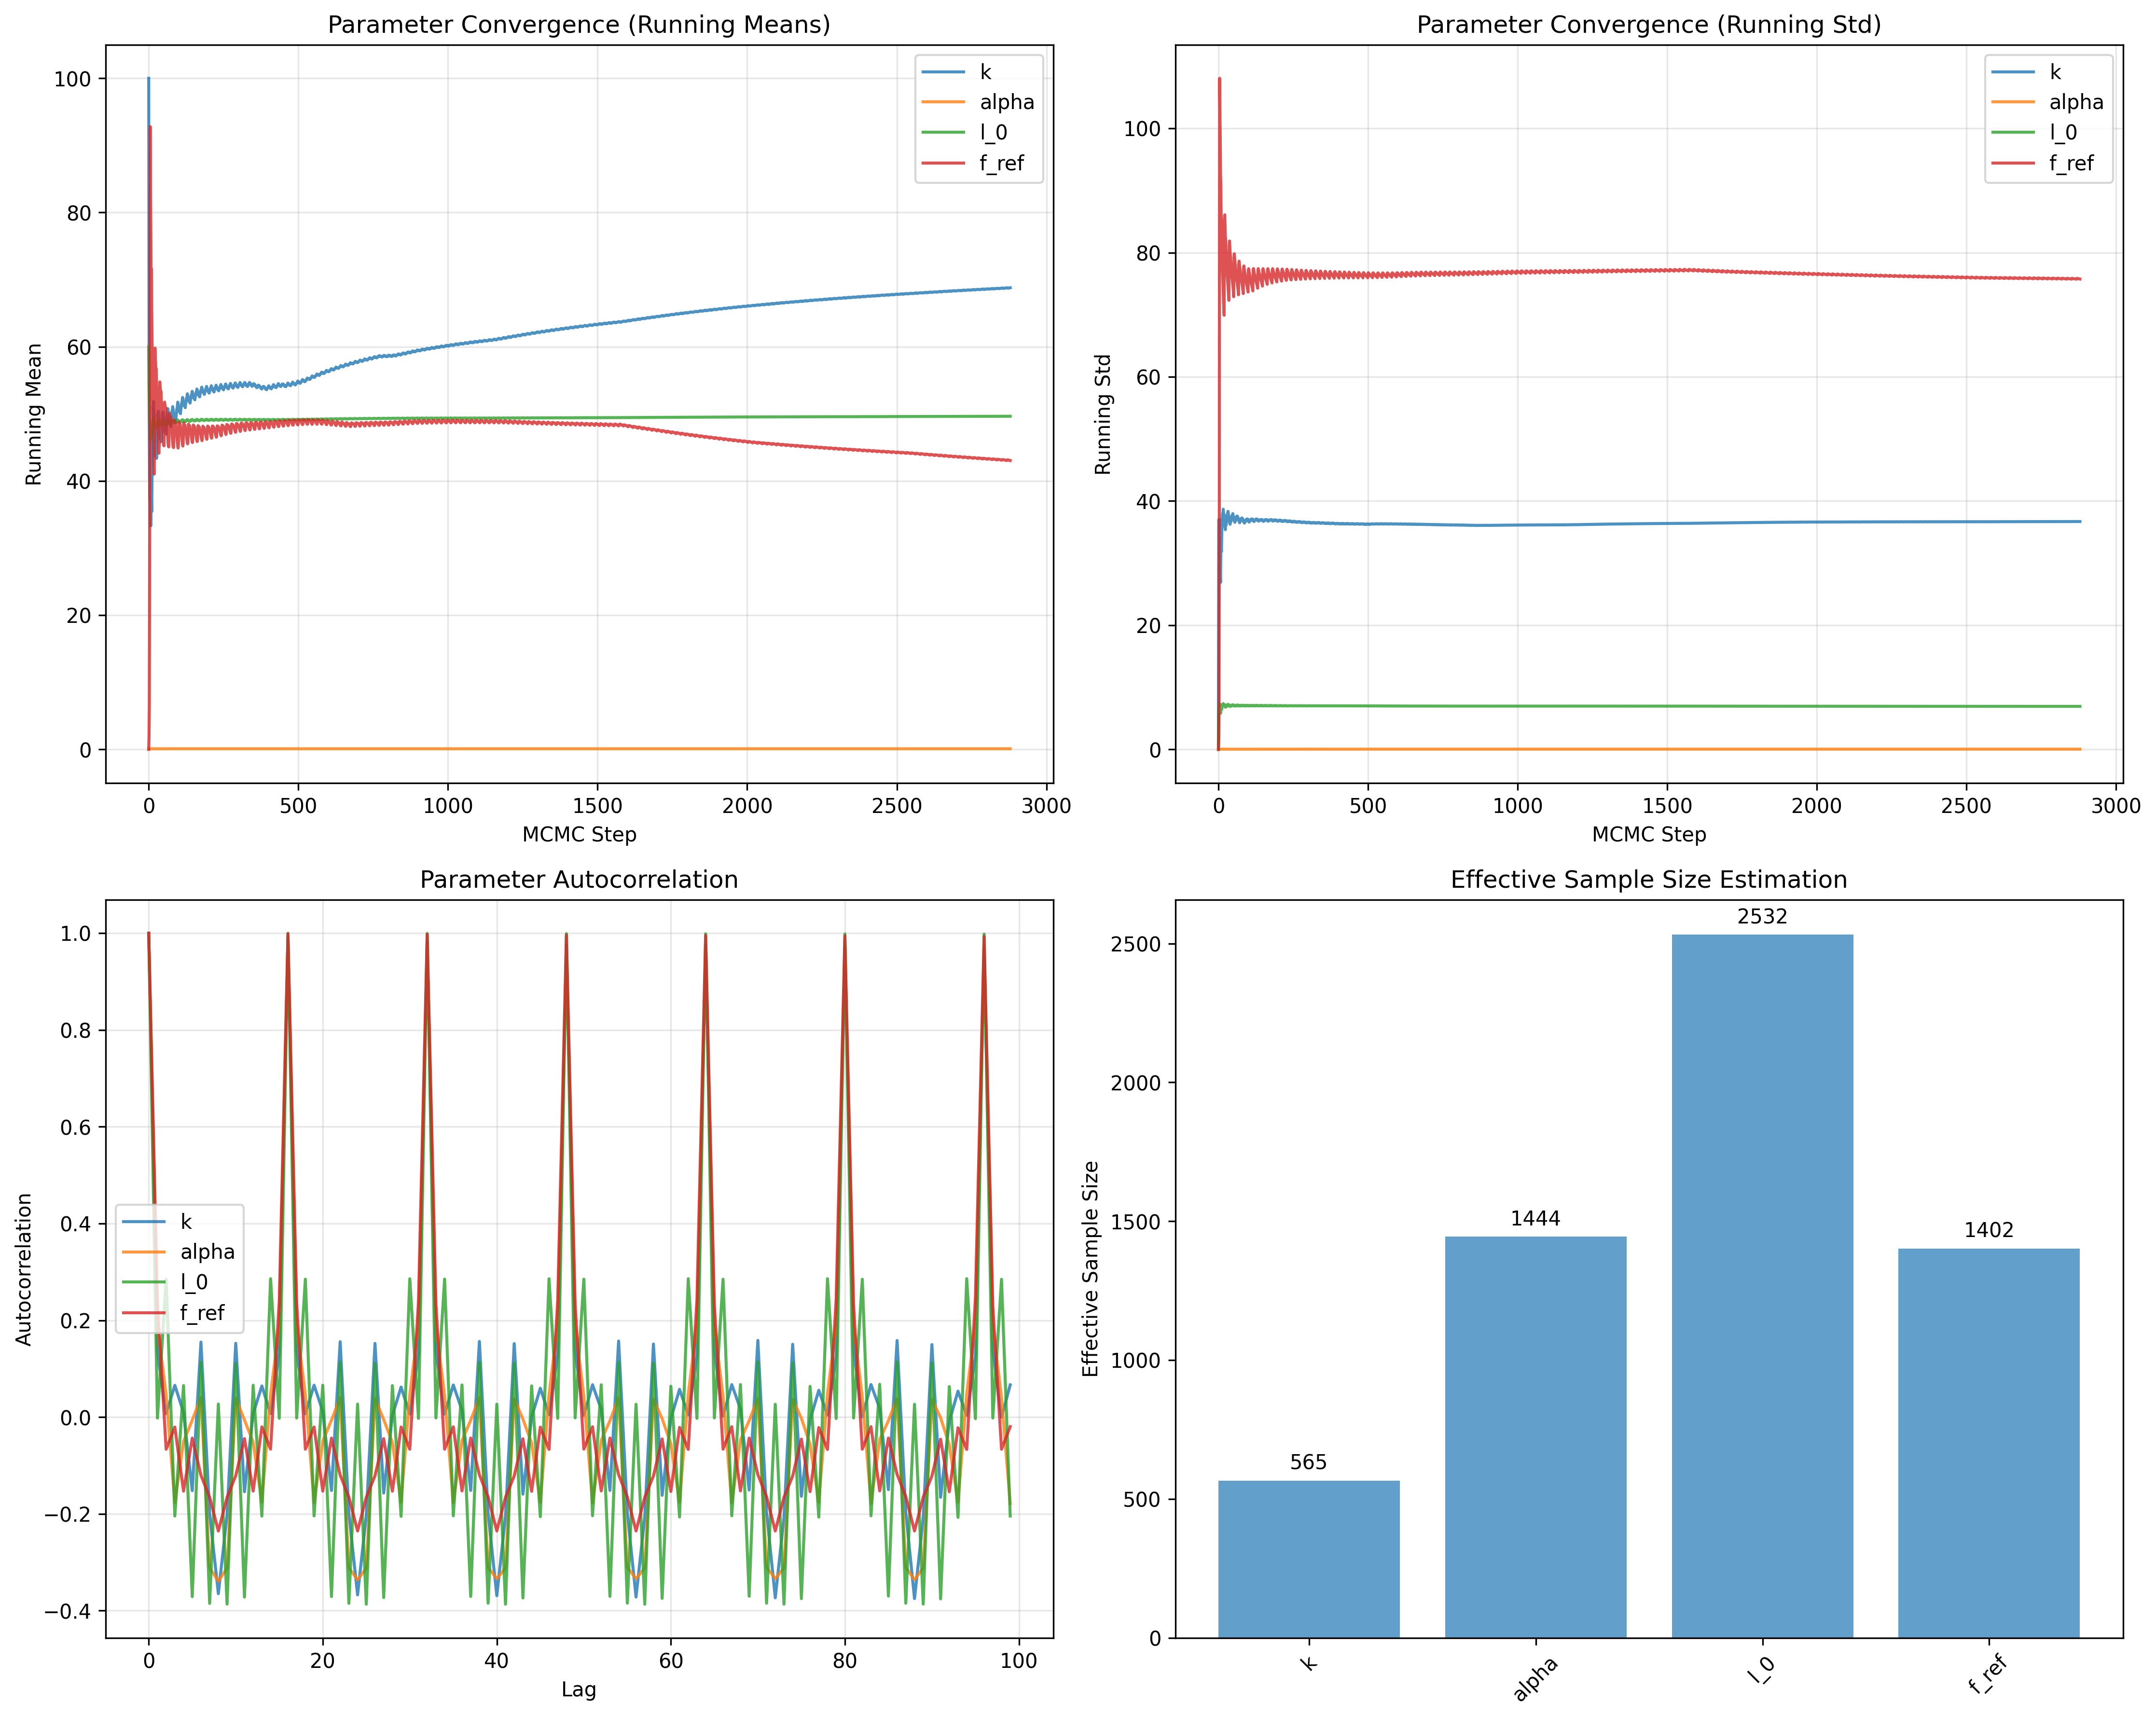 Parameter Convergence (Running Means)
100
80
60
40
20
0
Running Mean
0 500 1000 1500 2000 2500 3000
MCMC Step
k
alpha
l_0
f_ref
Parameter Convergence (Running Std)
100
80
60
40
20
0
Running Std
0 500 1000 1500 2000 2500 3000
MCMC Step
k
alpha
l_0
f_ref
Parameter Autocorrelation
1.0
0.8
0.6
0.4
0.2
0.0
−0.2
−0.4
Autocorrelation
0 20 40 60 80 100
Lag
k
alpha
l_0
f_ref
Effective Sample Size Estimation
2500
2000
1500
1000
500
0
Effective Sample Size
565
1444
2532
1402
k
alpha
l_0
f_ref